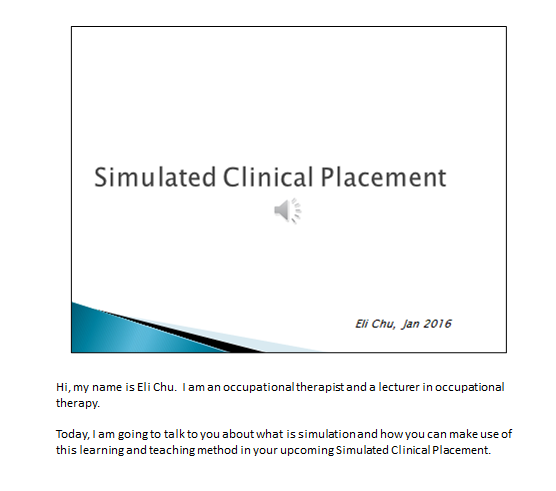 Simulated Clinical Placement
Eli Chu, Jan 2016
Hi, my name is Eli Chu. I am an occupational therapist and a lecturer in occupational
therapy.
Today, I am going to talk to you about what is simulation and how you can make use of
this learning and teaching method in your upcoming Simulated Clinical Placement.